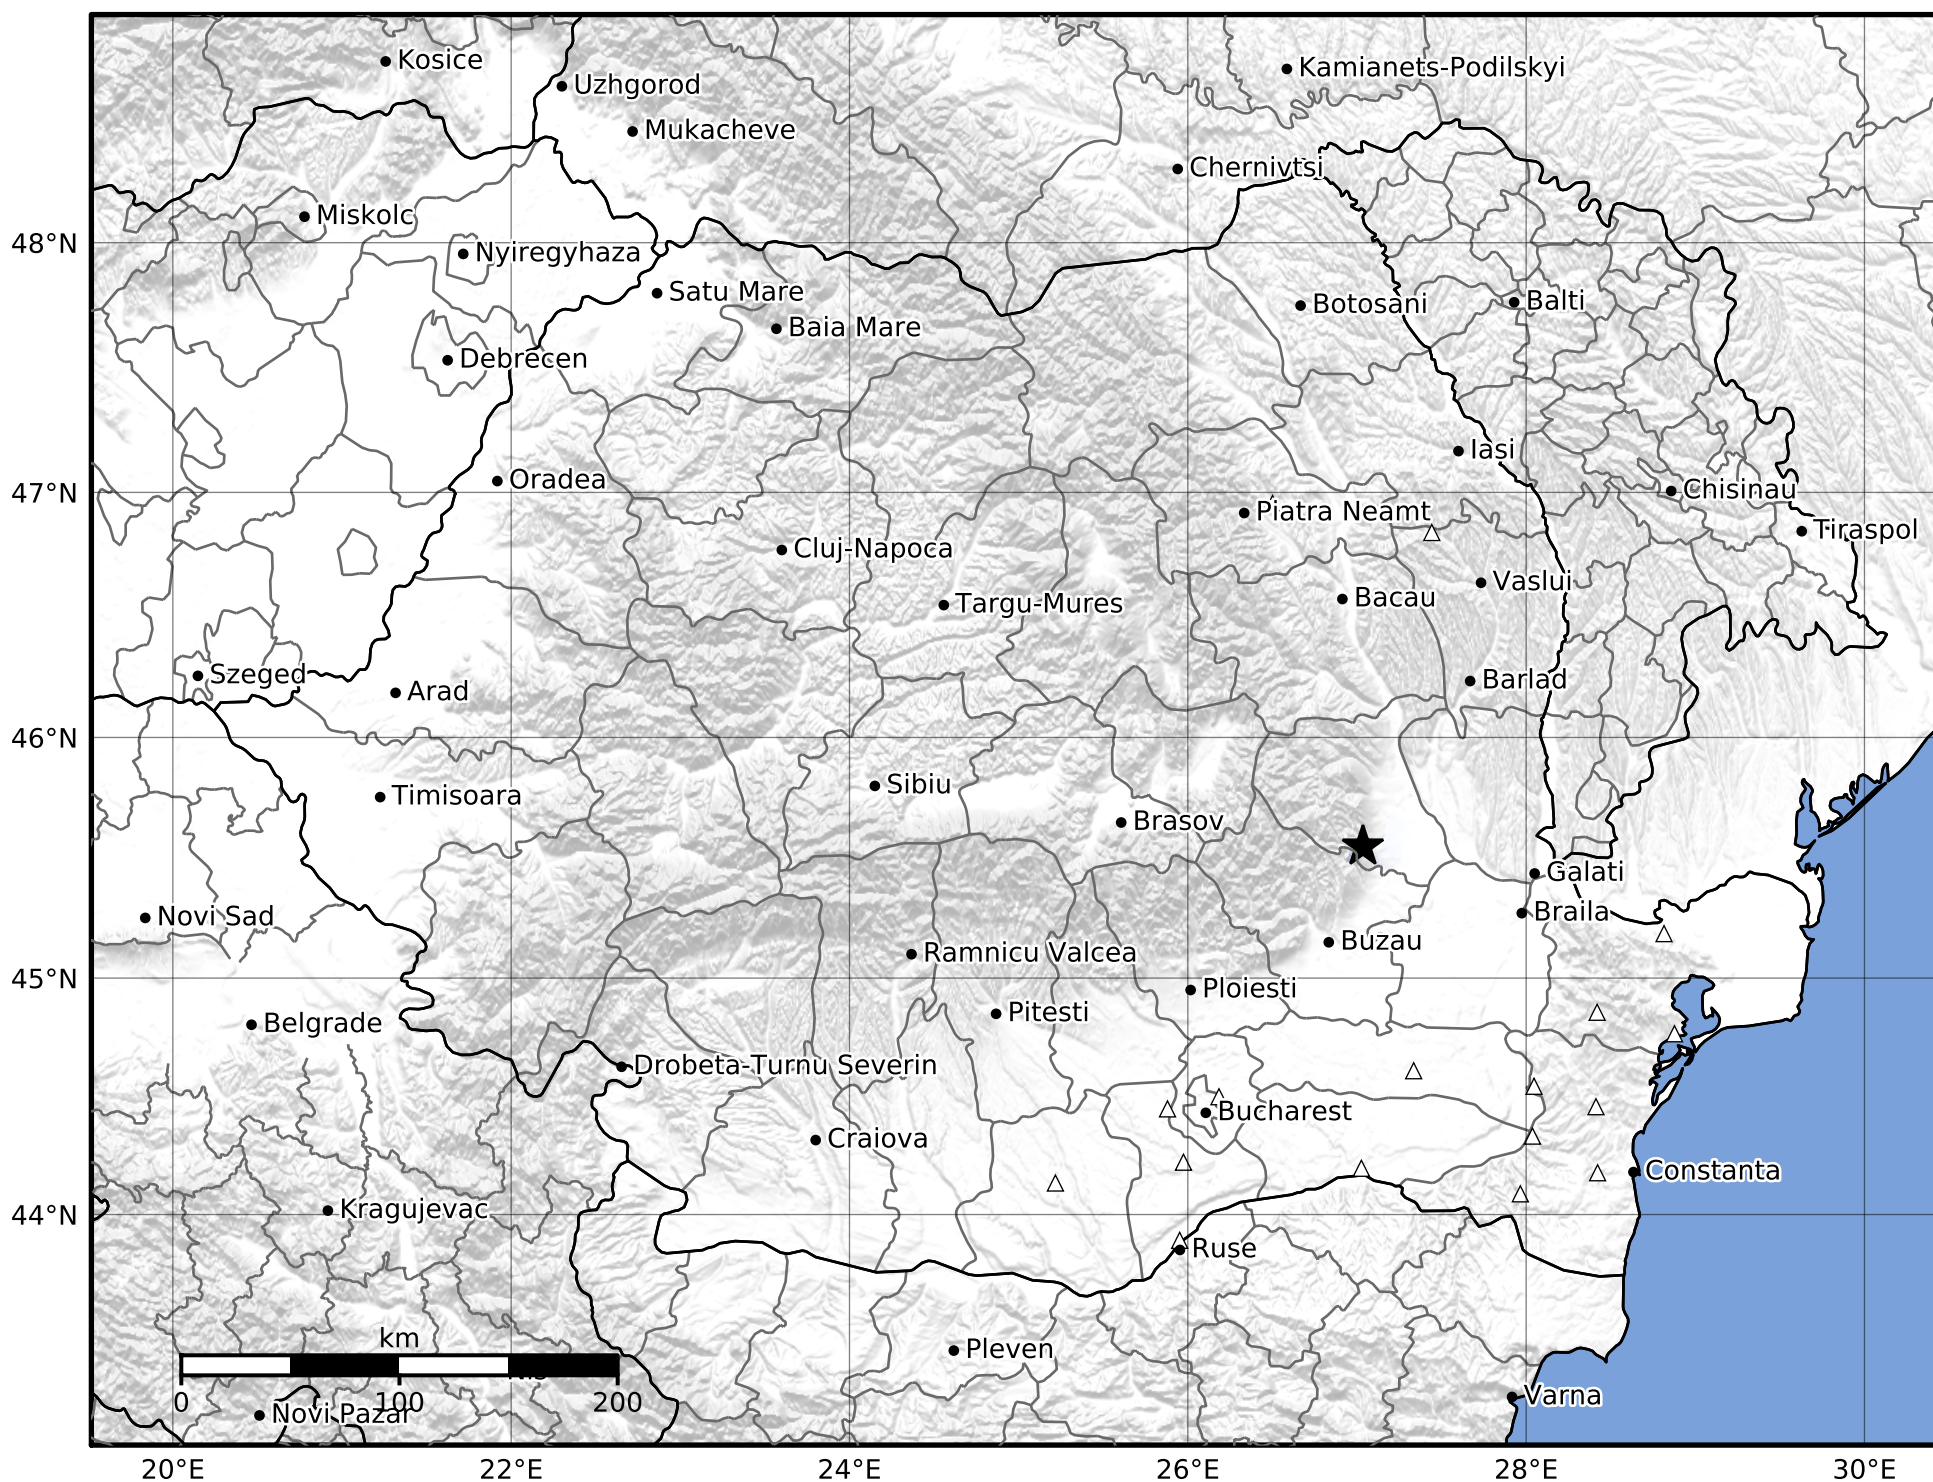 Kosice
Uzhgorod
Kamianets-Podilskyi
Mukacheve
Chernivtsi
Miskolc
48°N
Nyiregyhaza
Satu Mare
Botosani
Balti
Baia Mare
Debrecen
Iasi
Oradea
47°N
Chisinau
Piatra Neamt
Tiraspol
Cluj-Napoca
Vaslui
Bacau
Targu-Mures
Szeged
Barlad
Arad
46°N
Sibiu
Timisoara
Brasov
Galati
Novi Sad
Braila
Buzau
Ramnicu Valcea
45°N
Ploiesti
Pitesti
Belgrade
Drobeta-Turnu Severin
Bucharest
Craiova
Constanta
Kragujevac
44°N
Ruse
km
Pleven
0 100 200
Varna
Novi Pazar
20°E 22°E 24°E 26°E 28°E 30°E